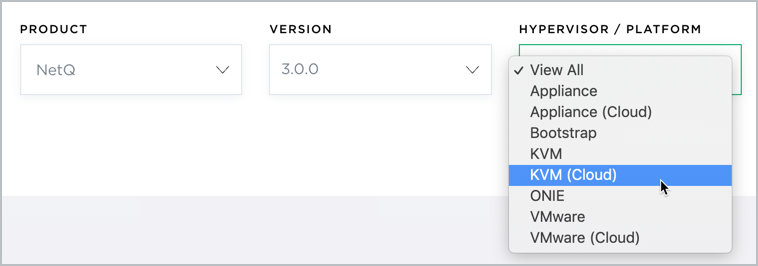 PRODUCT
VERSION
HYPERVISOR / PLATFORM
NetQ
3.0.0
View All
Appliance
Appliance (Cloud)
Bootstrap
KVM
KVM (Cloud)
ONIE
VMware
VMware (Cloud)